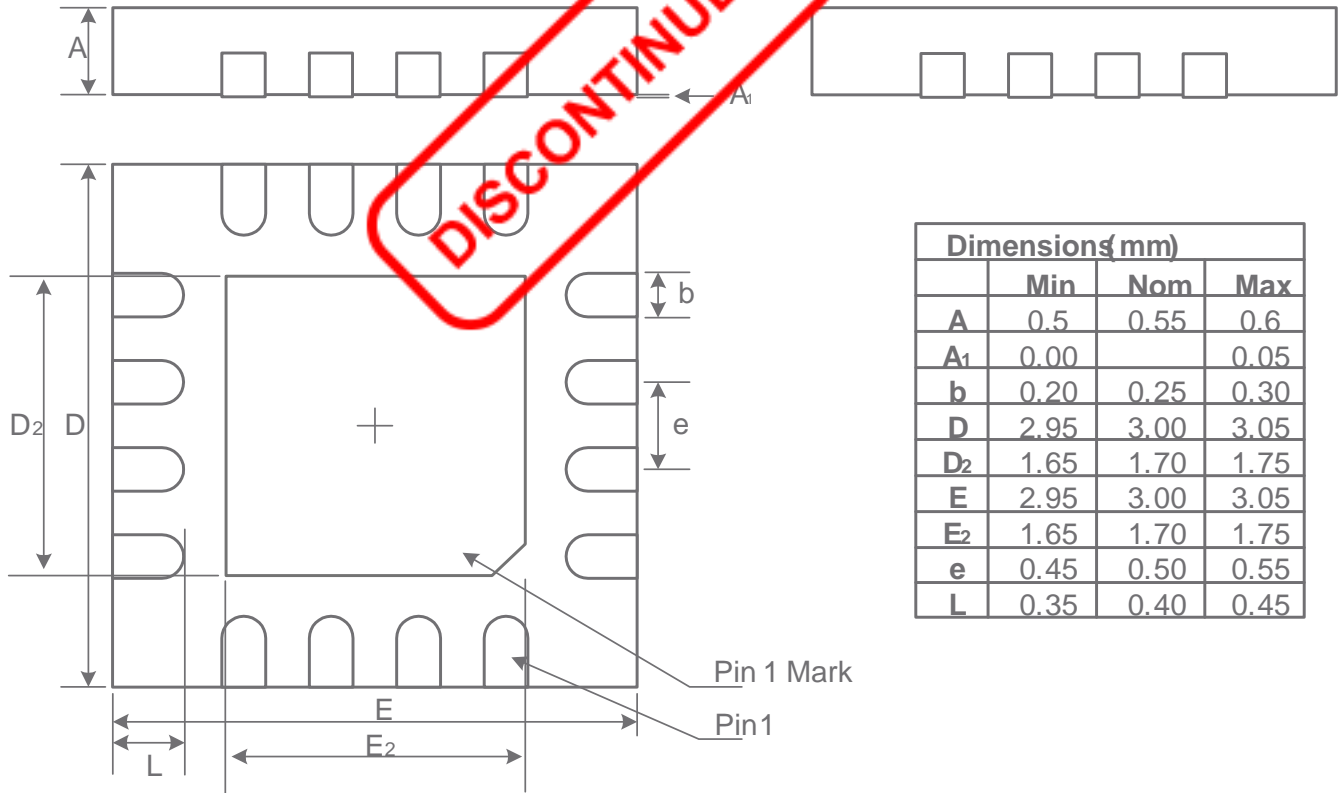 A
A1
DISCONTINUE
b
D2 D
e
Pin 1 Mark
Pin1
E
E2
L
Dimensions(mm)
Min Nom Max
A 0.5 0.55 0.6
A1 0.00 0.05
b 0.20 0.25 0.30
D 2.95 3.00 3.05
D2 1.65 1.70 1.75
E 2.95 3.00 3.05
E2 1.65 1.70 1.75
e 0.45 0.50 0.55
L 0.35 0.40 0.45